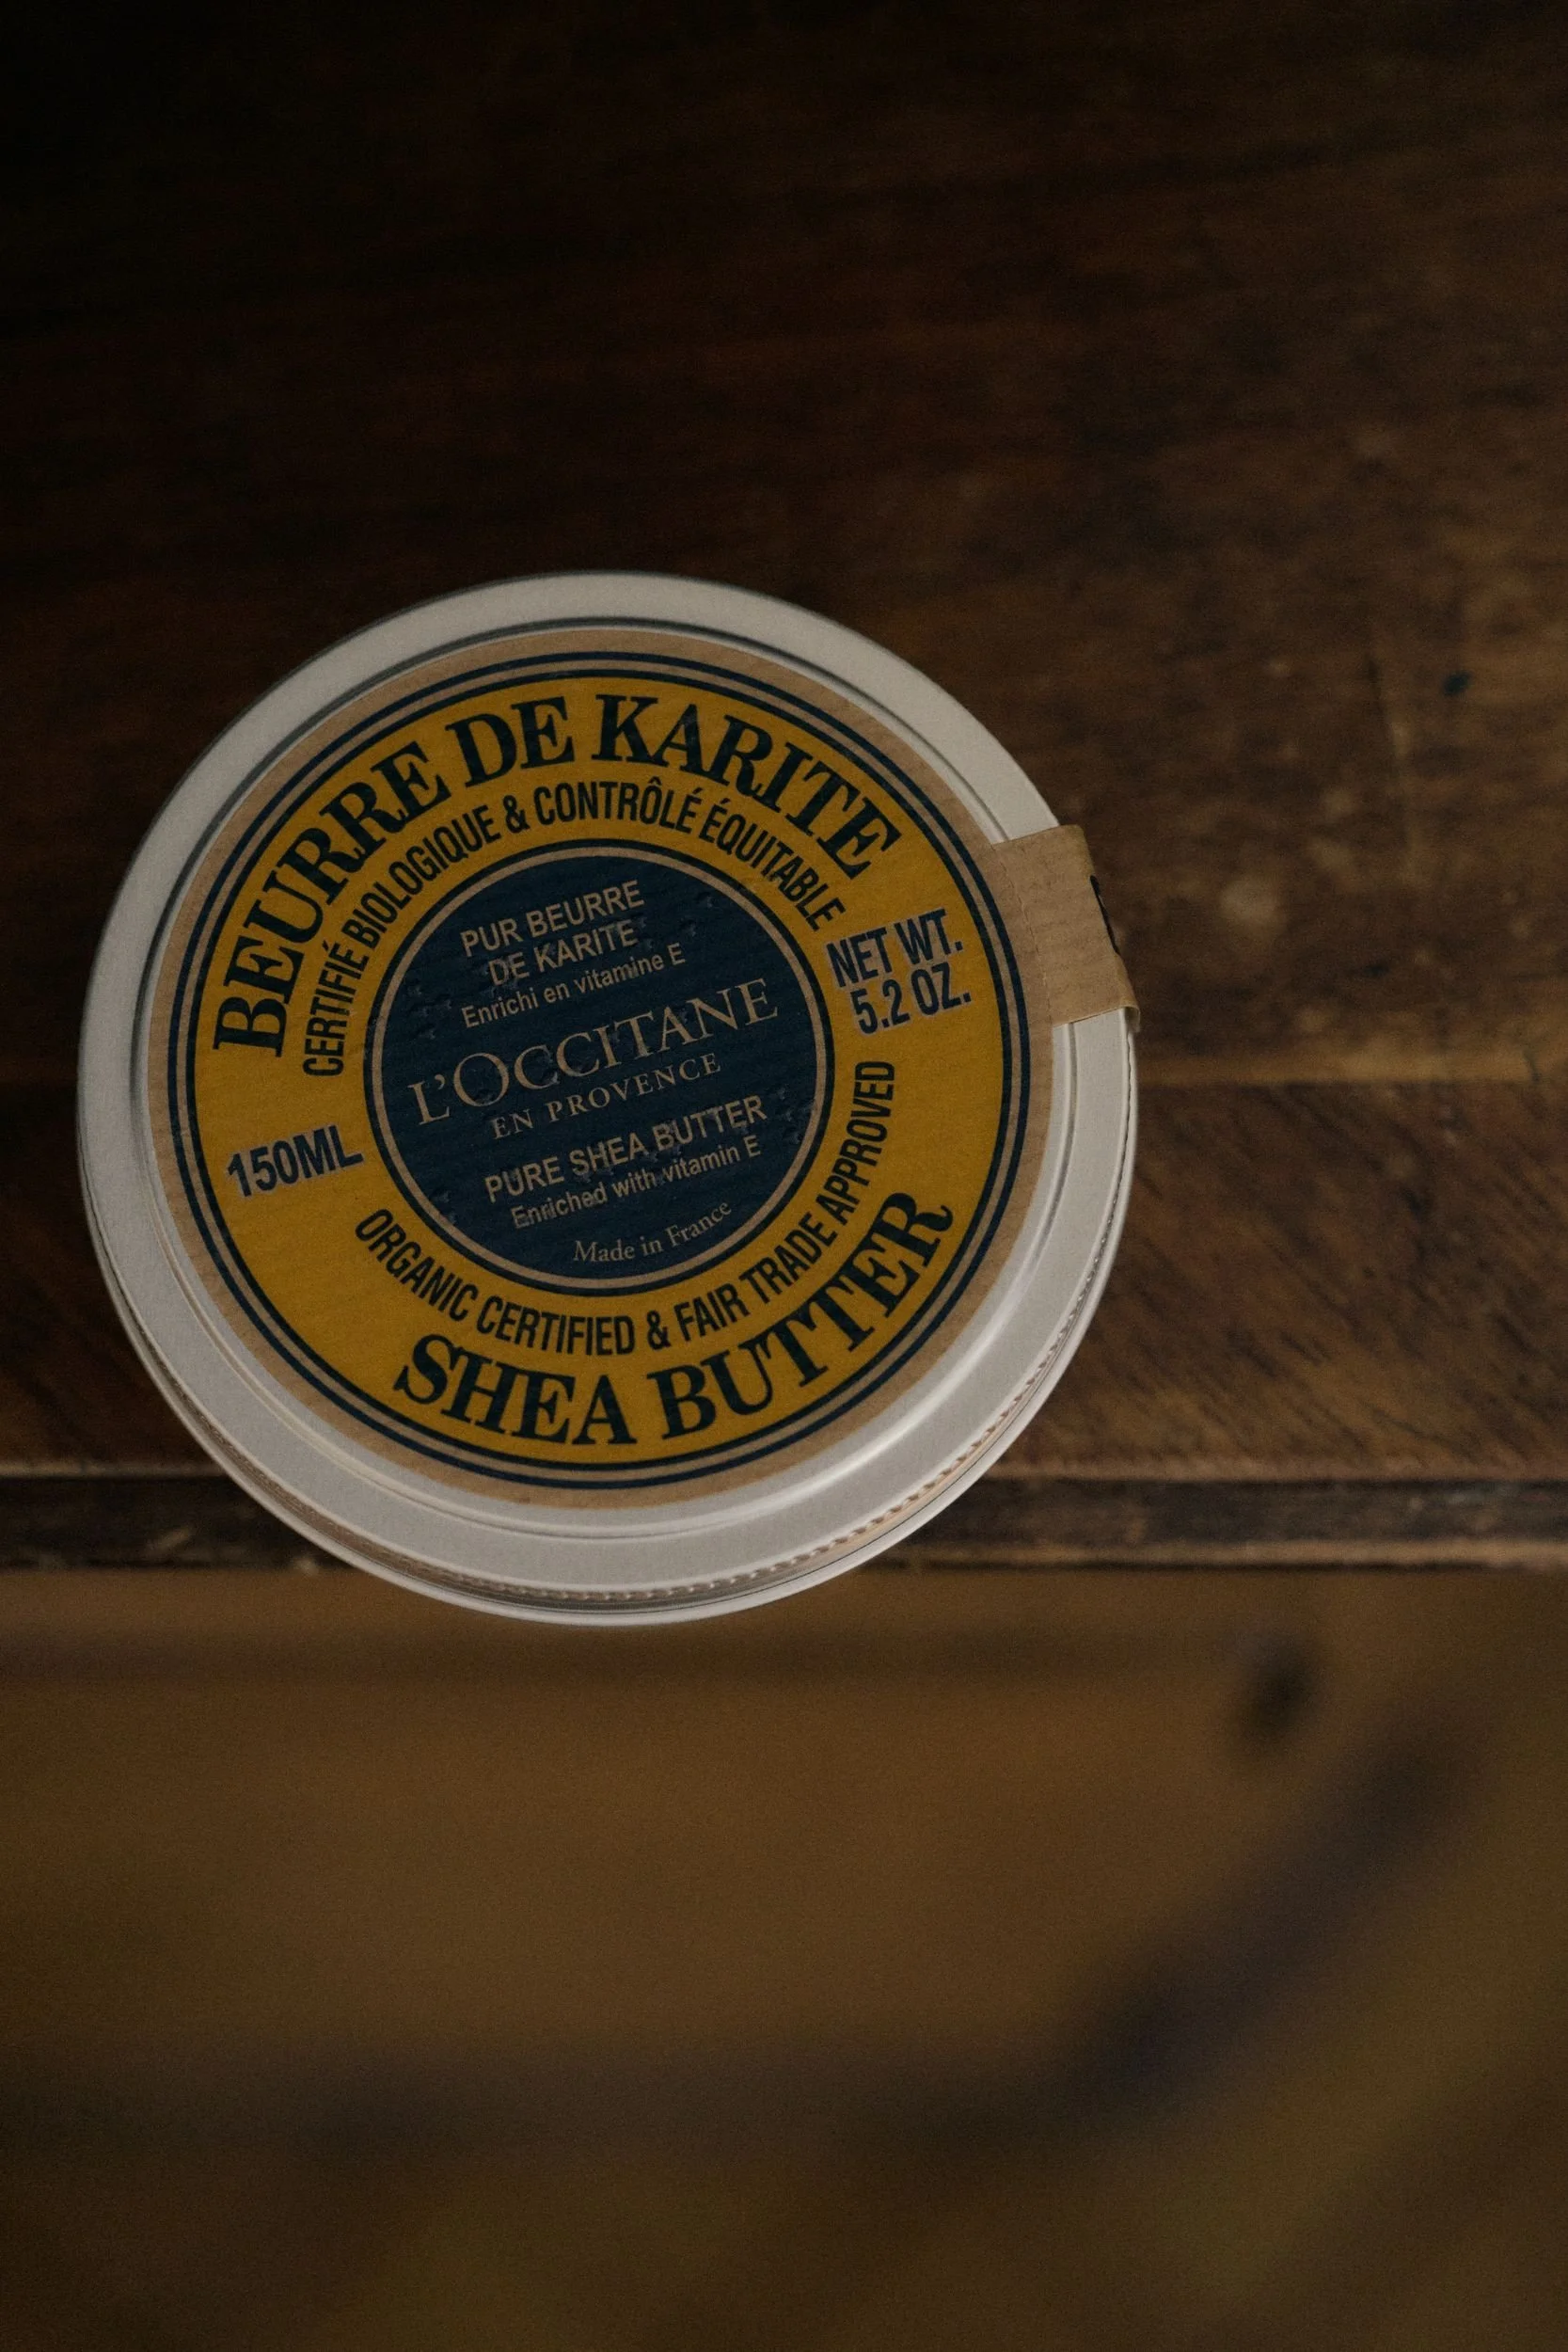 BEURRE DE KARITE
CERTIFIÉ BIOLOGIQUE & CONTRÔLÉ ÉQUITABLE
PUR BEURRE
DE KARITE
Enrichi en vitamine E
L'OCCITANE
EN PROVENCE
PURE SHEA BUTTER
Enriched with vitamin E
Made in France
150ML
NET WT.
5.2 OZ.
ORGANIC CERTIFIED & FAIR TRADE APPROVED
SHEA BUTTER